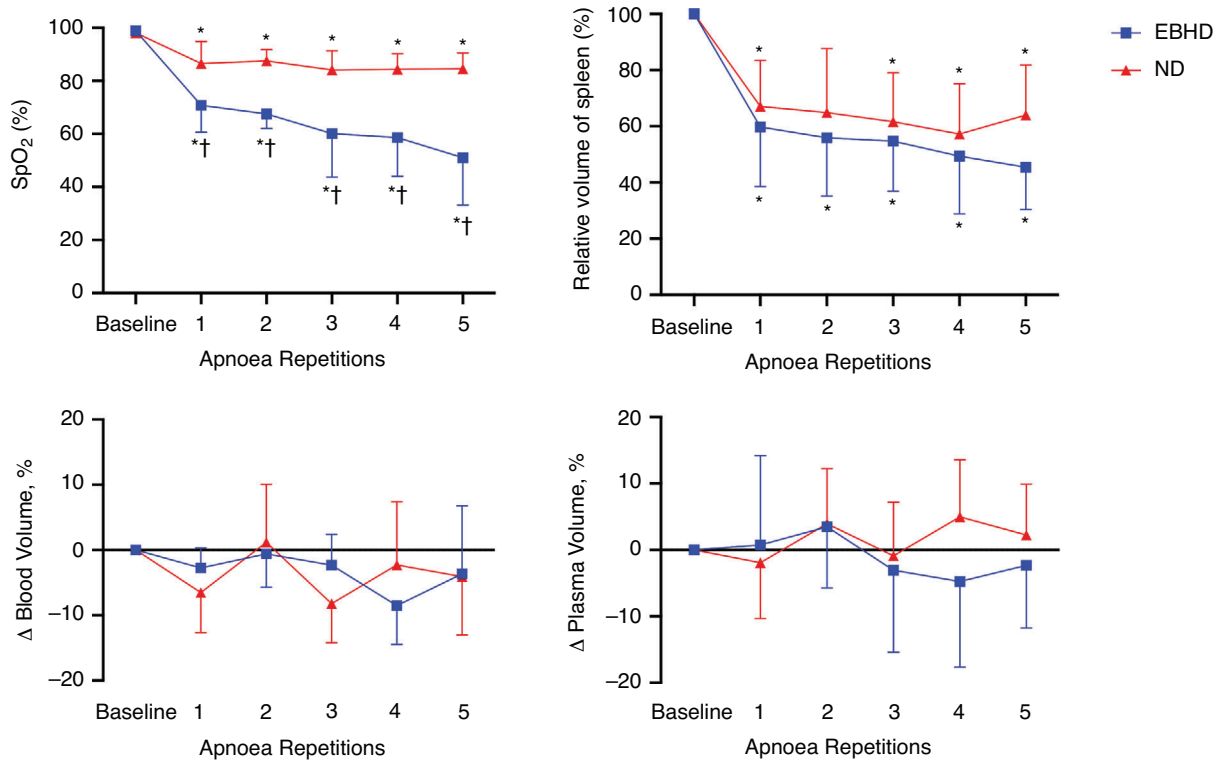 SpO2 (%)
100
80
60
40
20
0
* * * * *
*† *† *† *† *†
Baseline 1 2 3 4 5
Apnoea Repetitions
Relative volume of spleen (%)
100
80
60
40
20
0
* * * *
* * * * *
Baseline 1 2 3 4 5
Apnoea Repetitions
EBHD
ND
Δ Blood Volume, %
20
10
0
−10
−20
Baseline 1 2 3 4 5
Apnoea Repetitions
Δ Plasma Volume, %
20
10
0
−10
−20
Baseline 1 2 3 4 5
Apnoea Repetitions